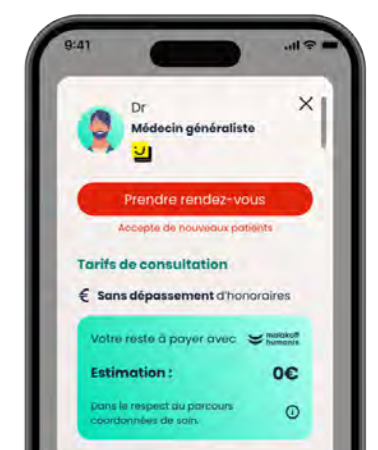 9:41
Dr
Médecin généraliste
Prendre rendez-vous
Accepte de nouveaux patients
Tarifs de consultation
€ Sans dépassement d'honoraires
Votre reste à payer avec malakoff humanis
Estimation : 0€
Dans le respect du parcours
coordonnées de soin.